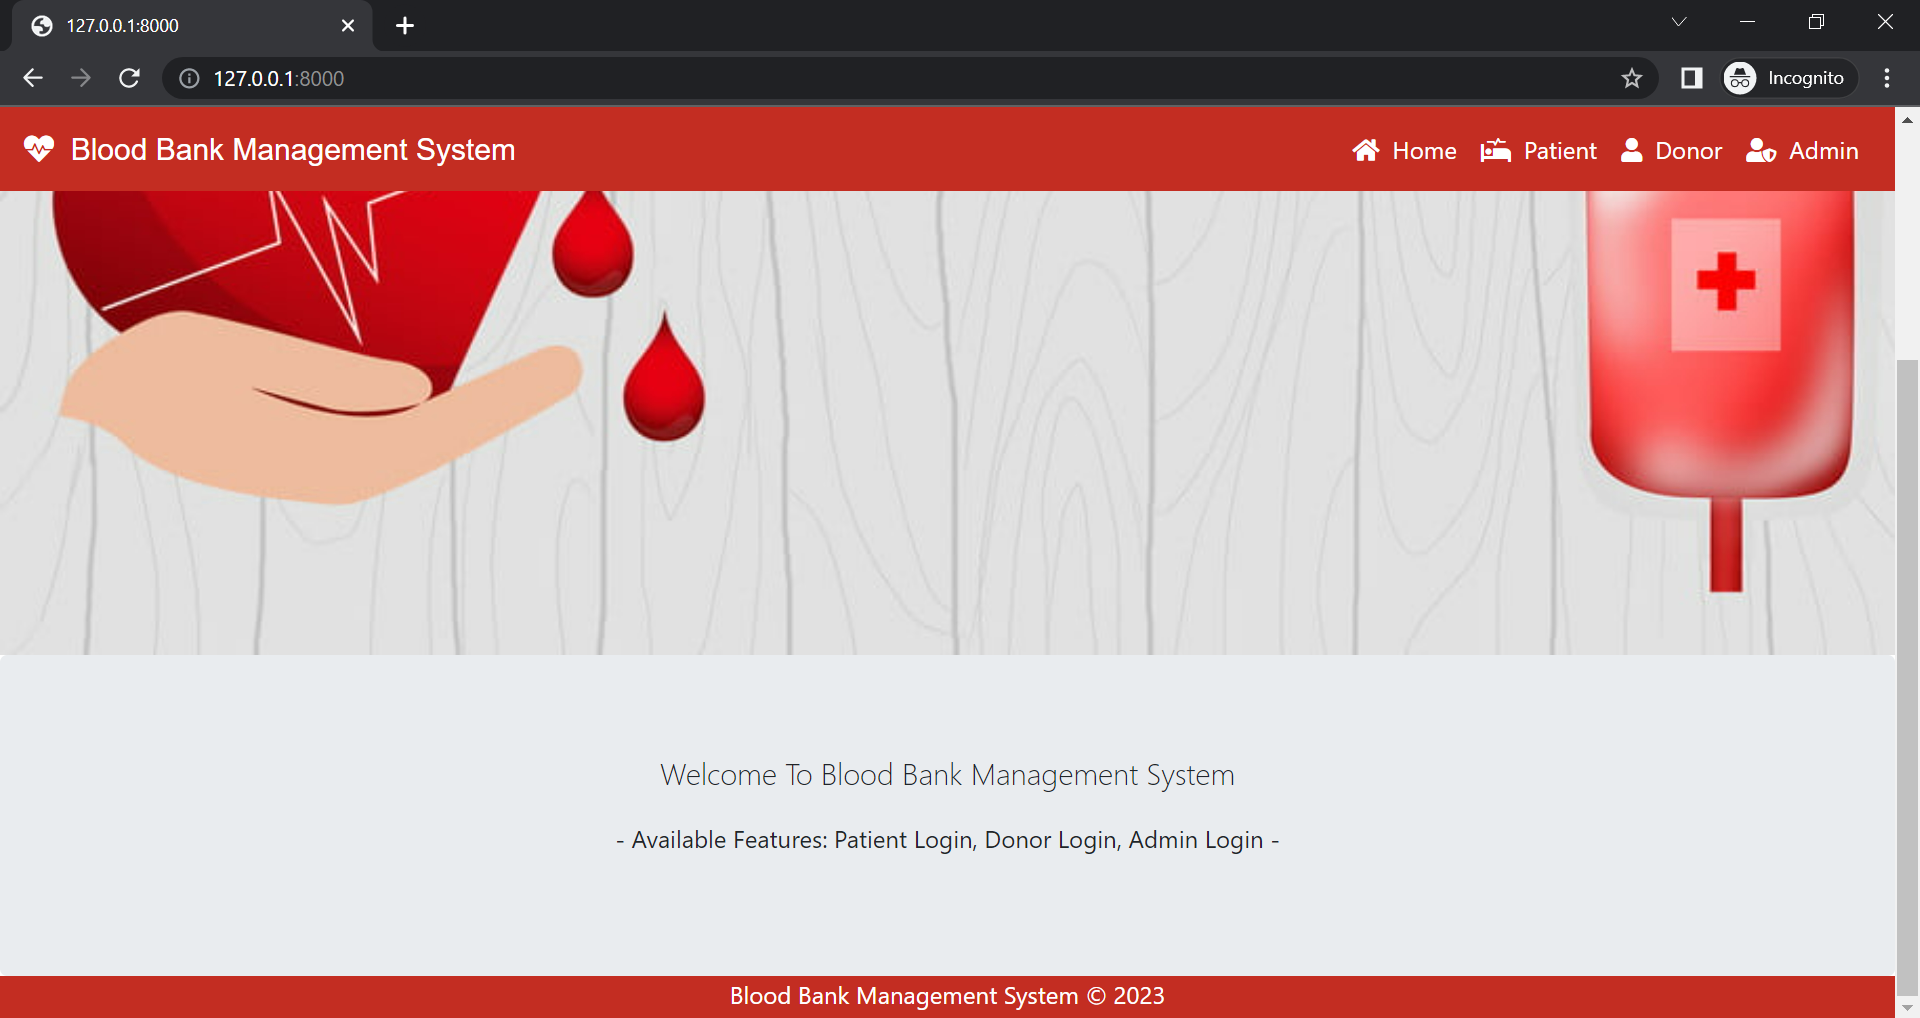 127.0.0.1:8000
127.0.0.1:8000
Incognito
Blood Bank Management System
Home
Patient
Donor
Admin
Welcome To Blood Bank Management System
- Available Features: Patient Login, Donor Login, Admin Login -
Blood Bank Management System © 2023